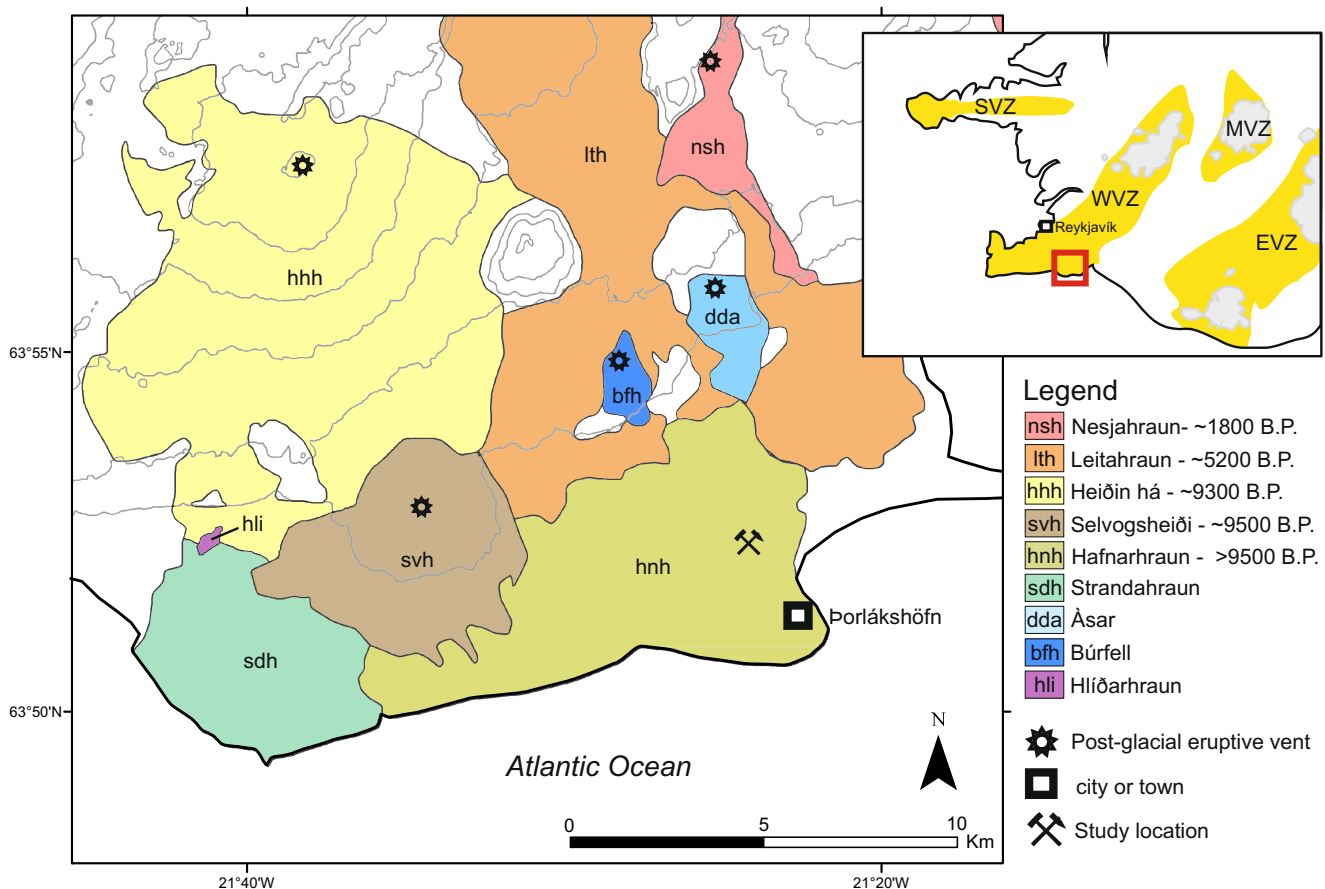 SVZ
MVZ
WVZ
Reykjavík
EVZ
lth
nsh
hhh
dda
63°55'N
bfh
hli
svh
hnh
Þorlákshöfn
sdh
63°50'N
Atlantic Ocean
N
0
5
10
Km
21°40'W
21°20'W
Legend
nsh Nesjahraun- ~1800 B.P.
lth Leitahraun - ~5200 B.P.
hhh Heiðin há - ~9300 B.P.
svh Selvogsheiði - ~9500 B.P.
hnh Hafnarhraun - >9500 B.P.
sdh Strandahraun
dda Àsar
bfh Búrfell
hli Hlíðarhraun
Post-glacial eruptive vent
city or town
Study location